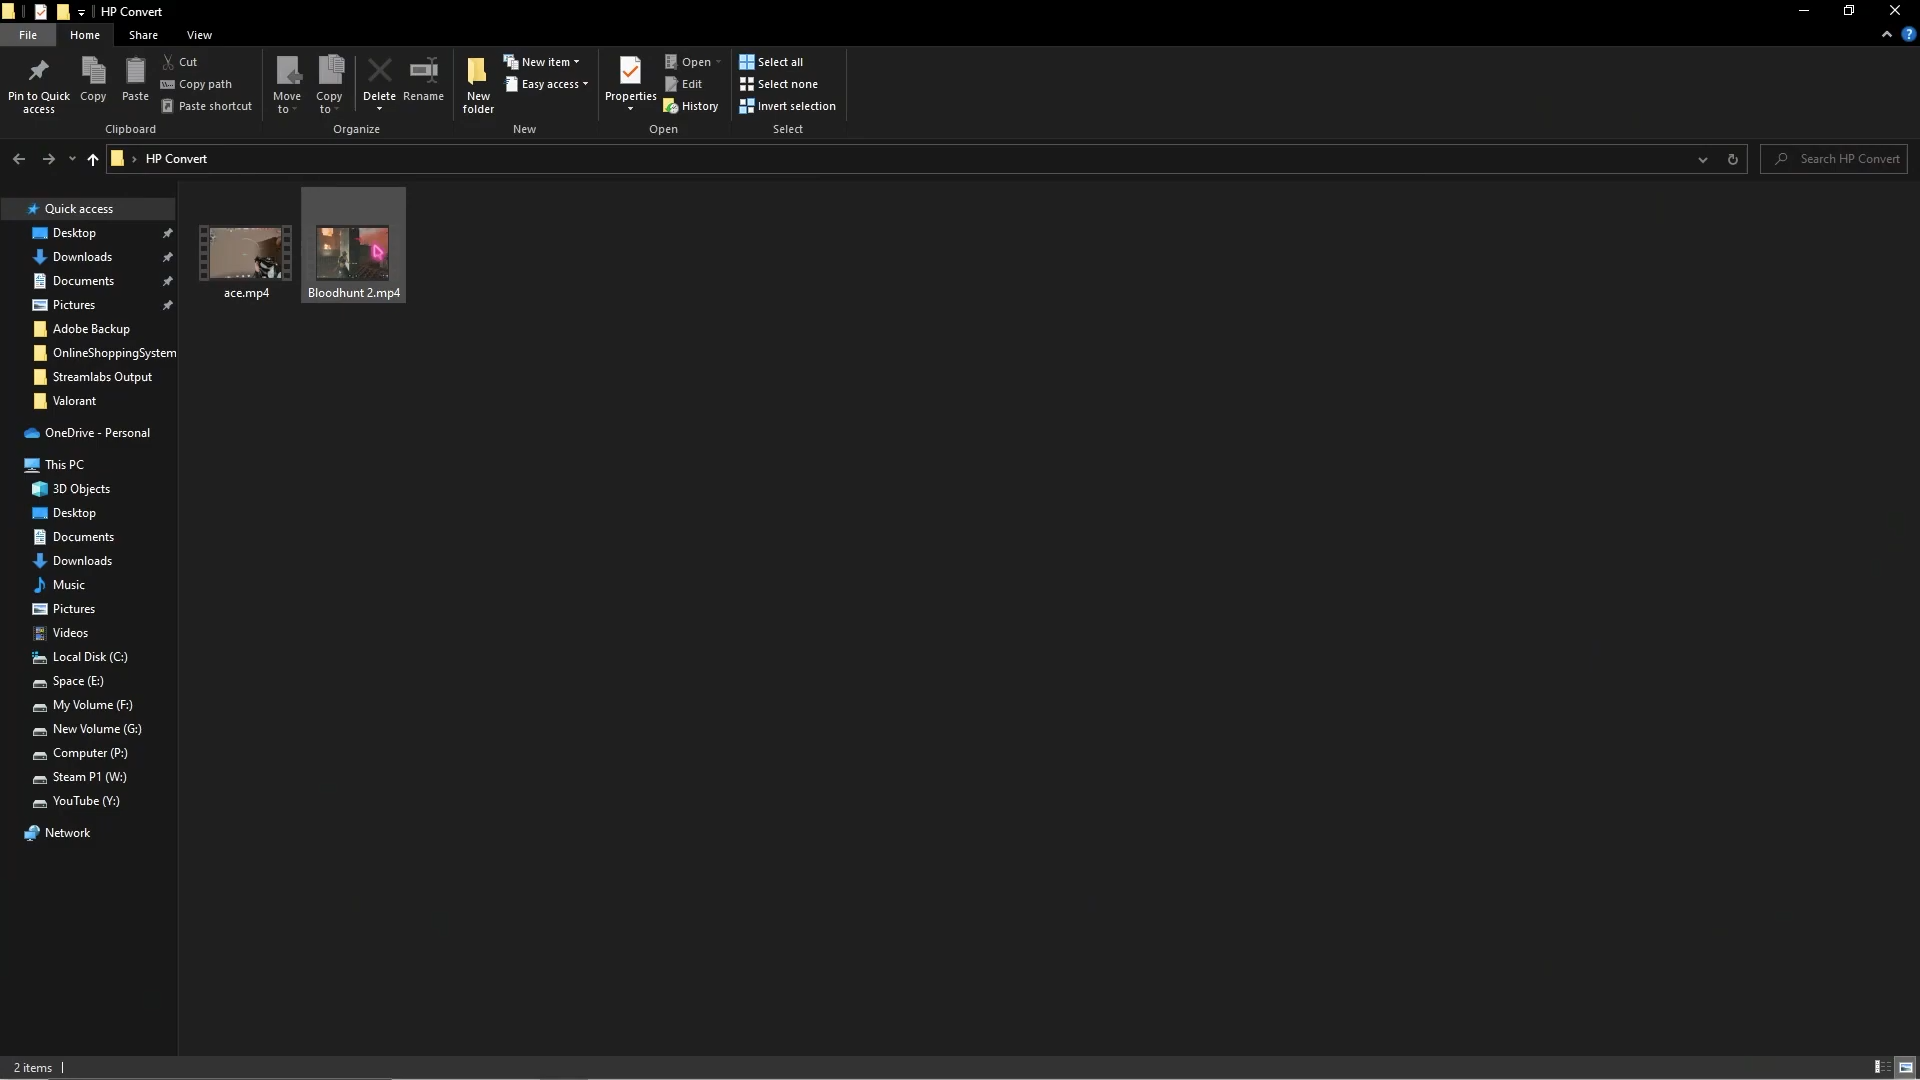 HP Convert
File Home Share View
Pin to Quick access
Copy
Paste
Cut
Copy path
Paste shortcut
Clipboard
Move to
Copy to
Delete
Rename
Organize
New folder
New item
Easy access
New
Properties
Open
Edit
History
Open
Select all
Select none
Invert selection
Select
HP Convert
Search HP Convert
Quick access
Desktop
Downloads
Documents
Pictures
Adobe Backup
OnlineShoppingSystem
Streamlabs Output
Valorant
OneDrive - Personal
This PC
3D Objects
Desktop
Documents
Downloads
Music
Pictures
Videos
Local Disk (C:)
Space (E:)
My Volume (F:)
New Volume (G:)
Computer (P:)
Steam P1 (W:)
YouTube (Y:)
Network
ace.mp4
Bloodhunt 2.mp4
2 items